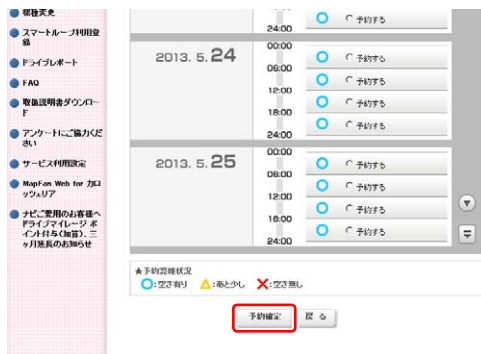 機種変更
スマートループ利用登
録
ドライブレポート
FAQ
取扱説明書ダウンロー
ド
アンケートにご協力くだ
さい
サービス利用設定
MapFan Web for カロ
ッツェリア
ナビご愛用のお客様へ
ドライブマイレージ ポ
イント付与(加算)、三
ヶ月延長のお知らせ
24:00
予約する
2013. 5. 24
00:00
予約する
06:00
予約する
12:00
予約する
18:00
予約する
24:00
2013. 5. 25
00:00
予約する
06:00
予約する
12:00
予約する
18:00
予約する
24:00
★予約混雑状況
:空き有り :あと少し :空き無し
予約確定 戻 る